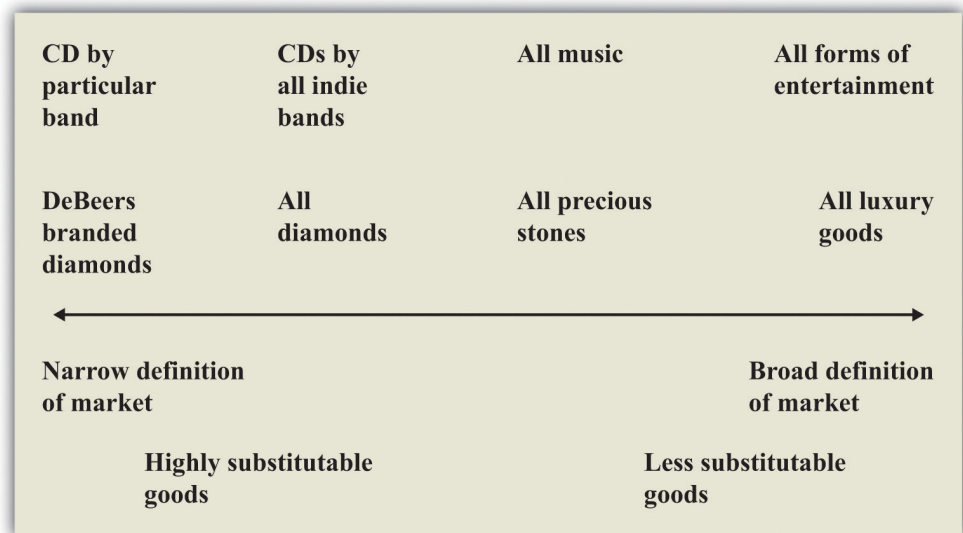 CD by
particular
band
CDs by
all indie
bands
All music
All forms of
entertainment
DeBeers
branded
diamonds
All
diamonds
All precious
stones
All luxury
goods
Narrow definition
of market
Broad definition
of market
Highly substitutable
goods
Less substitutable
goods